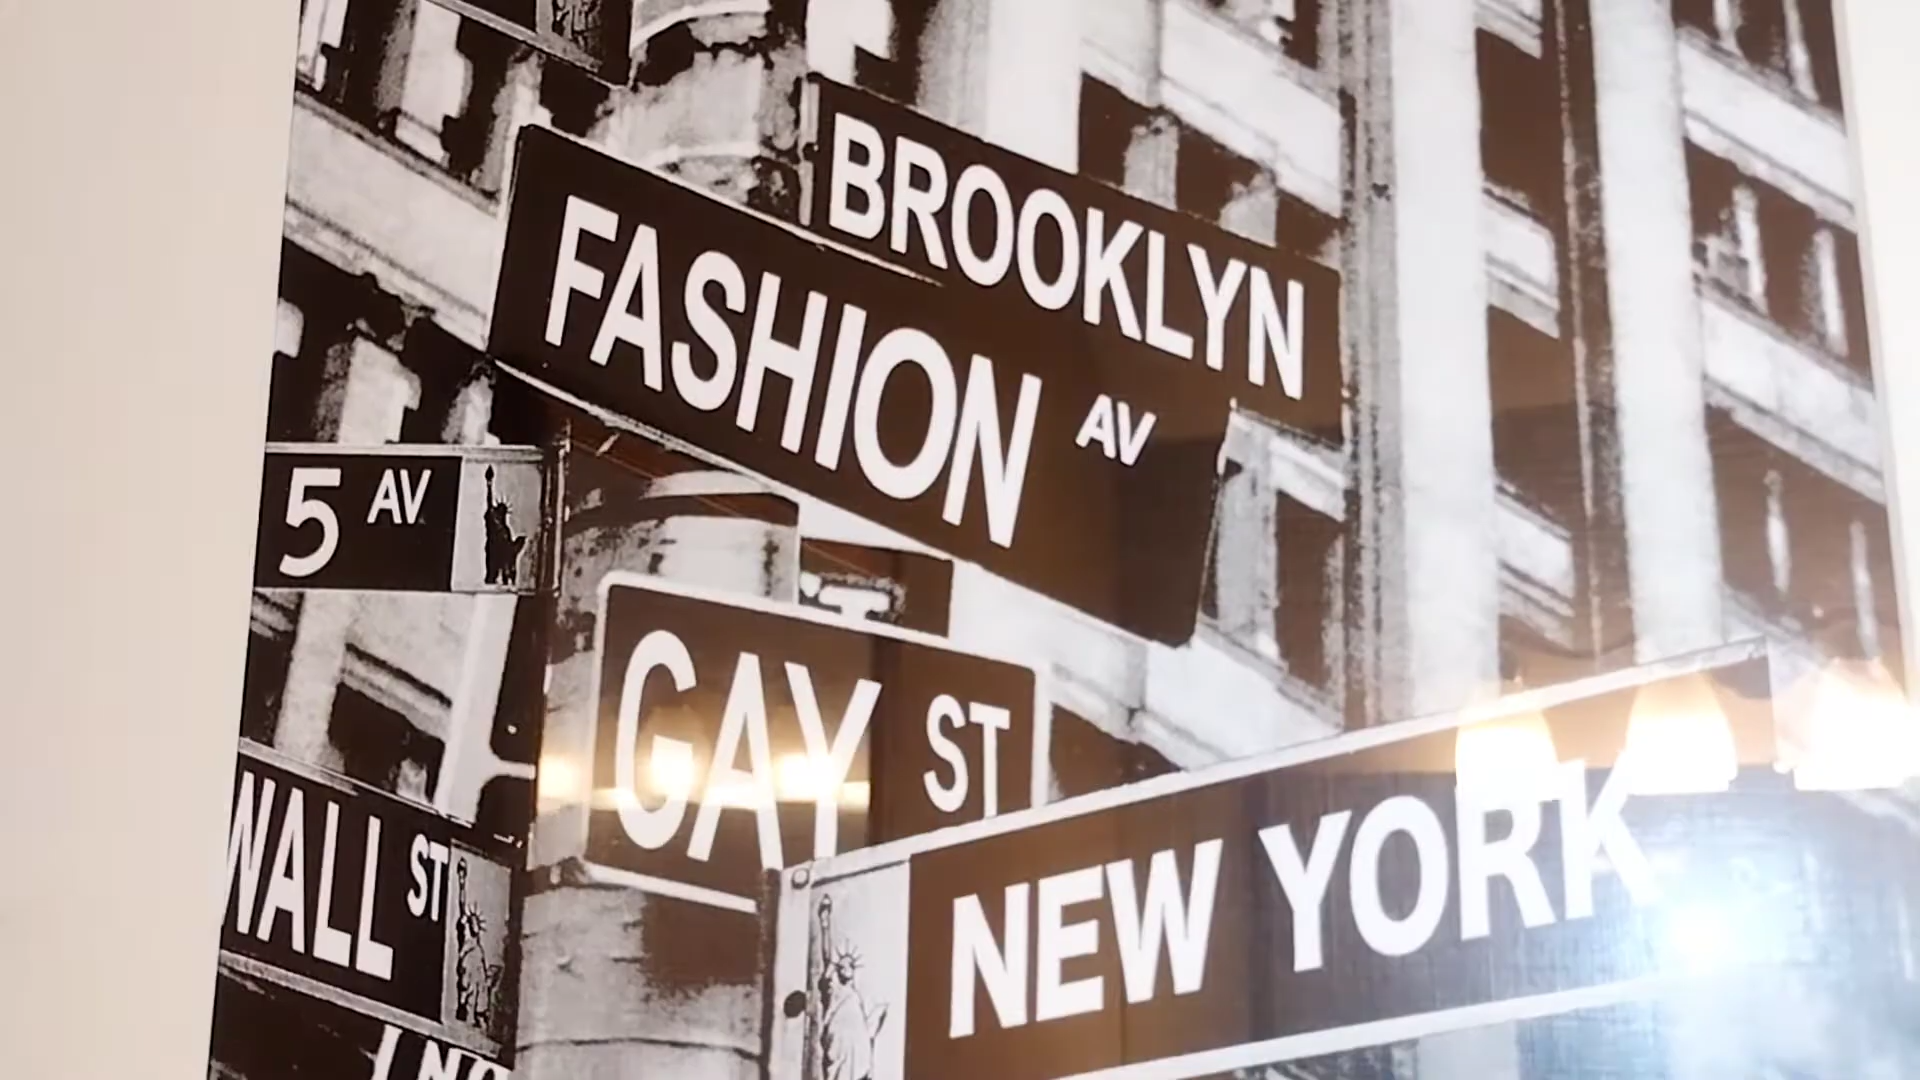 BROOKLYN
FASHION AV
5 AV
GAY ST
WALL ST
NEW YORK